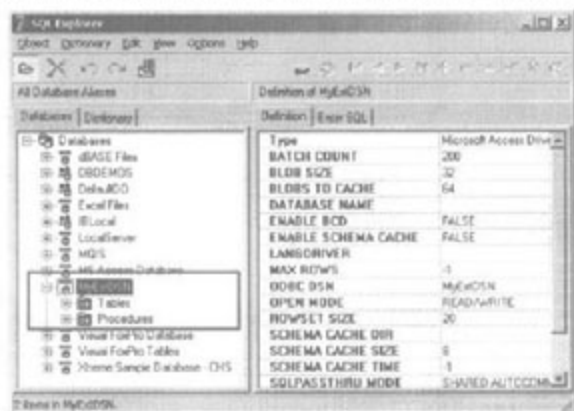 SQL Explorer
Object Dictionary Edit View Options Help
All Database Aliases
Definition of MyExtDSN
Databases Dictionary
Definition Enter SQL
Databases
dBASE Files
DBDEMOS
DefaultDD
Excel Files
IBLocal
LocalServer
MQIS
MS Access Database
MyExtDSN
Tables
Procedures
Visual FoxPro Database
Visual FoxPro Tables
Xtreme Sample Database - CHS
Type Microsoft Access Drive
BATCH COUNT 200
BLOB SIZE 32
BLOBS TO CACHE 64
DATABASE NAME
ENABLE BCD FALSE
ENABLE SCHEMA CACHE FALSE
LANGDRIVER
MAX ROWS -1
ODBC DSN MyExtDSN
OPEN MODE READ/WRITE
ROWSET SIZE 20
SCHEMA CACHE DIR
SCHEMA CACHE SIZE 8
SCHEMA CACHE TIME -1
SQLPASSTHRU MODE SHARED AUTOCOMM
2 Items in MyExtDSN.